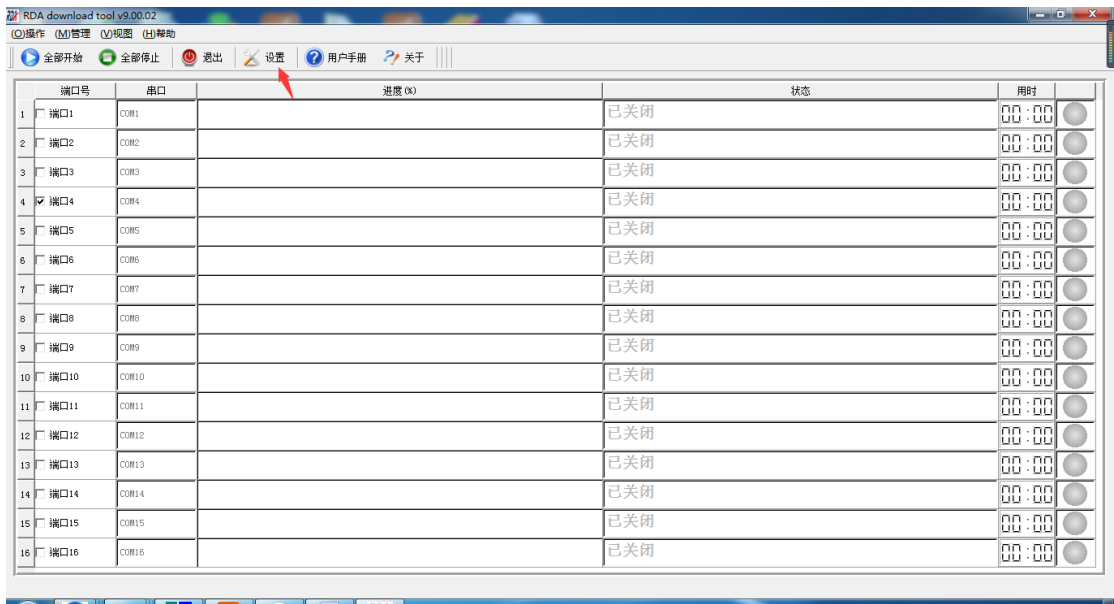 RDA download tool v9.00.02
(O)操作 (M)管理 (V)视图 (H)帮助
全部开始 全部停止 退出 设置 用户手册 关于
端口号 串口 进度(%) 状态 用时
1 端口1 COM1 已关闭 00:00
2 端口2 COM2 已关闭 00:00
3 端口3 COM3 已关闭 00:00
4 端口4 COM4 已关闭 00:00
5 端口5 COM5 已关闭 00:00
6 端口6 COM6 已关闭 00:00
7 端口7 COM7 已关闭 00:00
8 端口8 COM8 已关闭 00:00
9 端口9 COM9 已关闭 00:00
10 端口10 COM10 已关闭 00:00
11 端口11 COM11 已关闭 00:00
12 端口12 COM12 已关闭 00:00
13 端口13 COM13 已关闭 00:00
14 端口14 COM14 已关闭 00:00
15 端口15 COM15 已关闭 00:00
16 端口16 COM16 已关闭 00:00